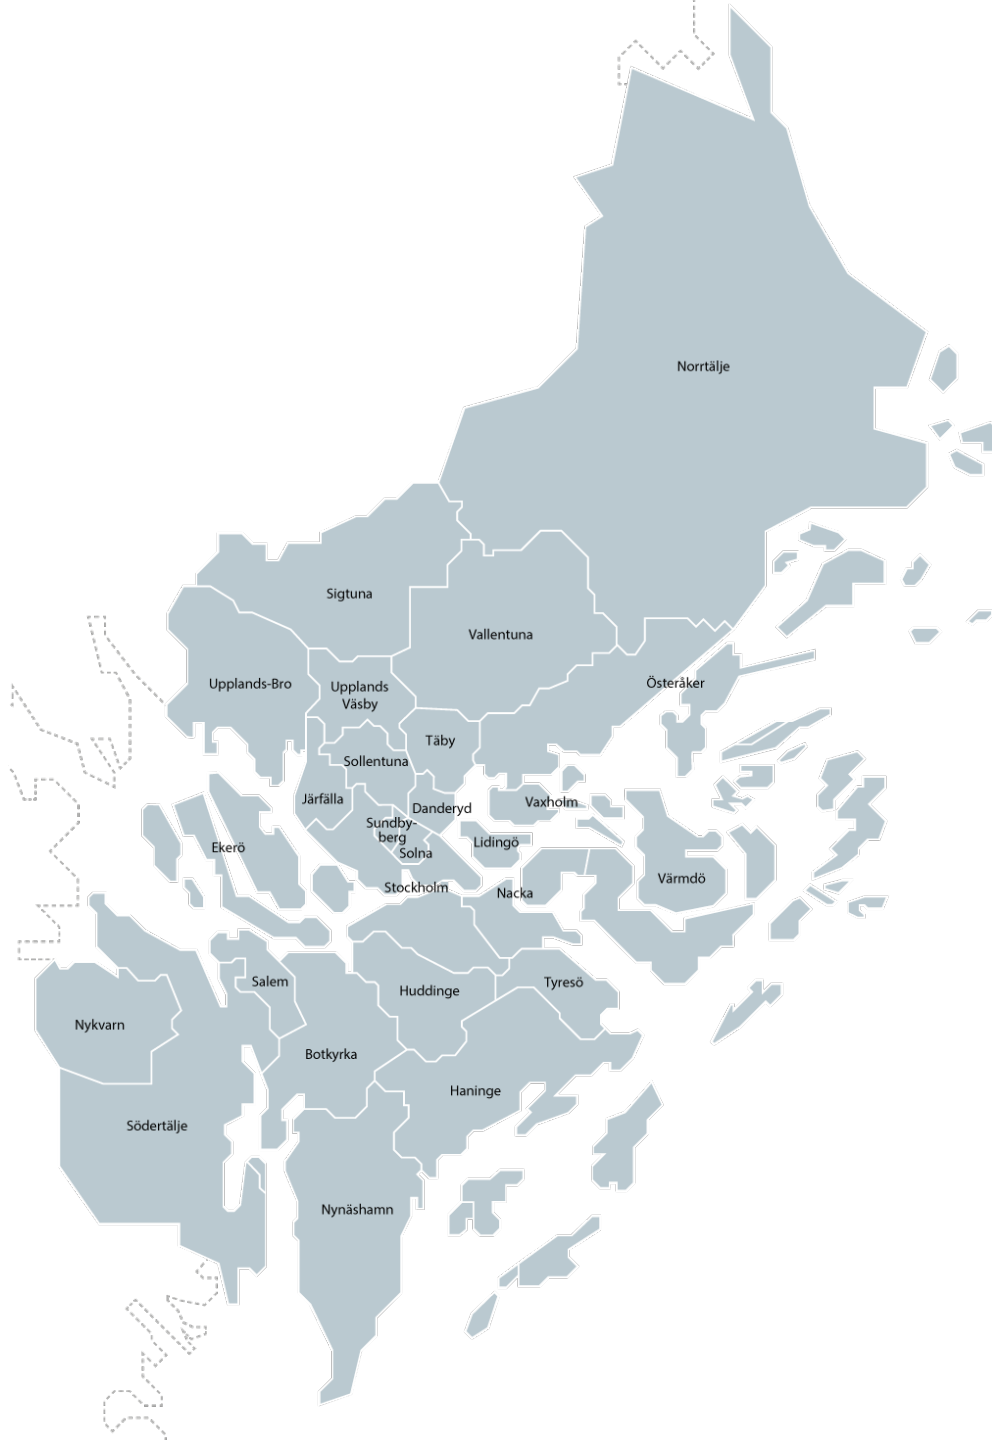 Norrtälje
Sigtuna
Vallentuna
Upplands-Bro
Upplands
Väsby
Österåker
Täby
Sollentuna
Järfälla
Danderyd
Vaxholm
Sundby-
berg
Solna
Lidingö
Ekerö
Stockholm
Nacka
Värmdö
Salem
Huddinge
Tyresö
Nykvarn
Botkyrka
Haninge
Södertälje
Nynäshamn